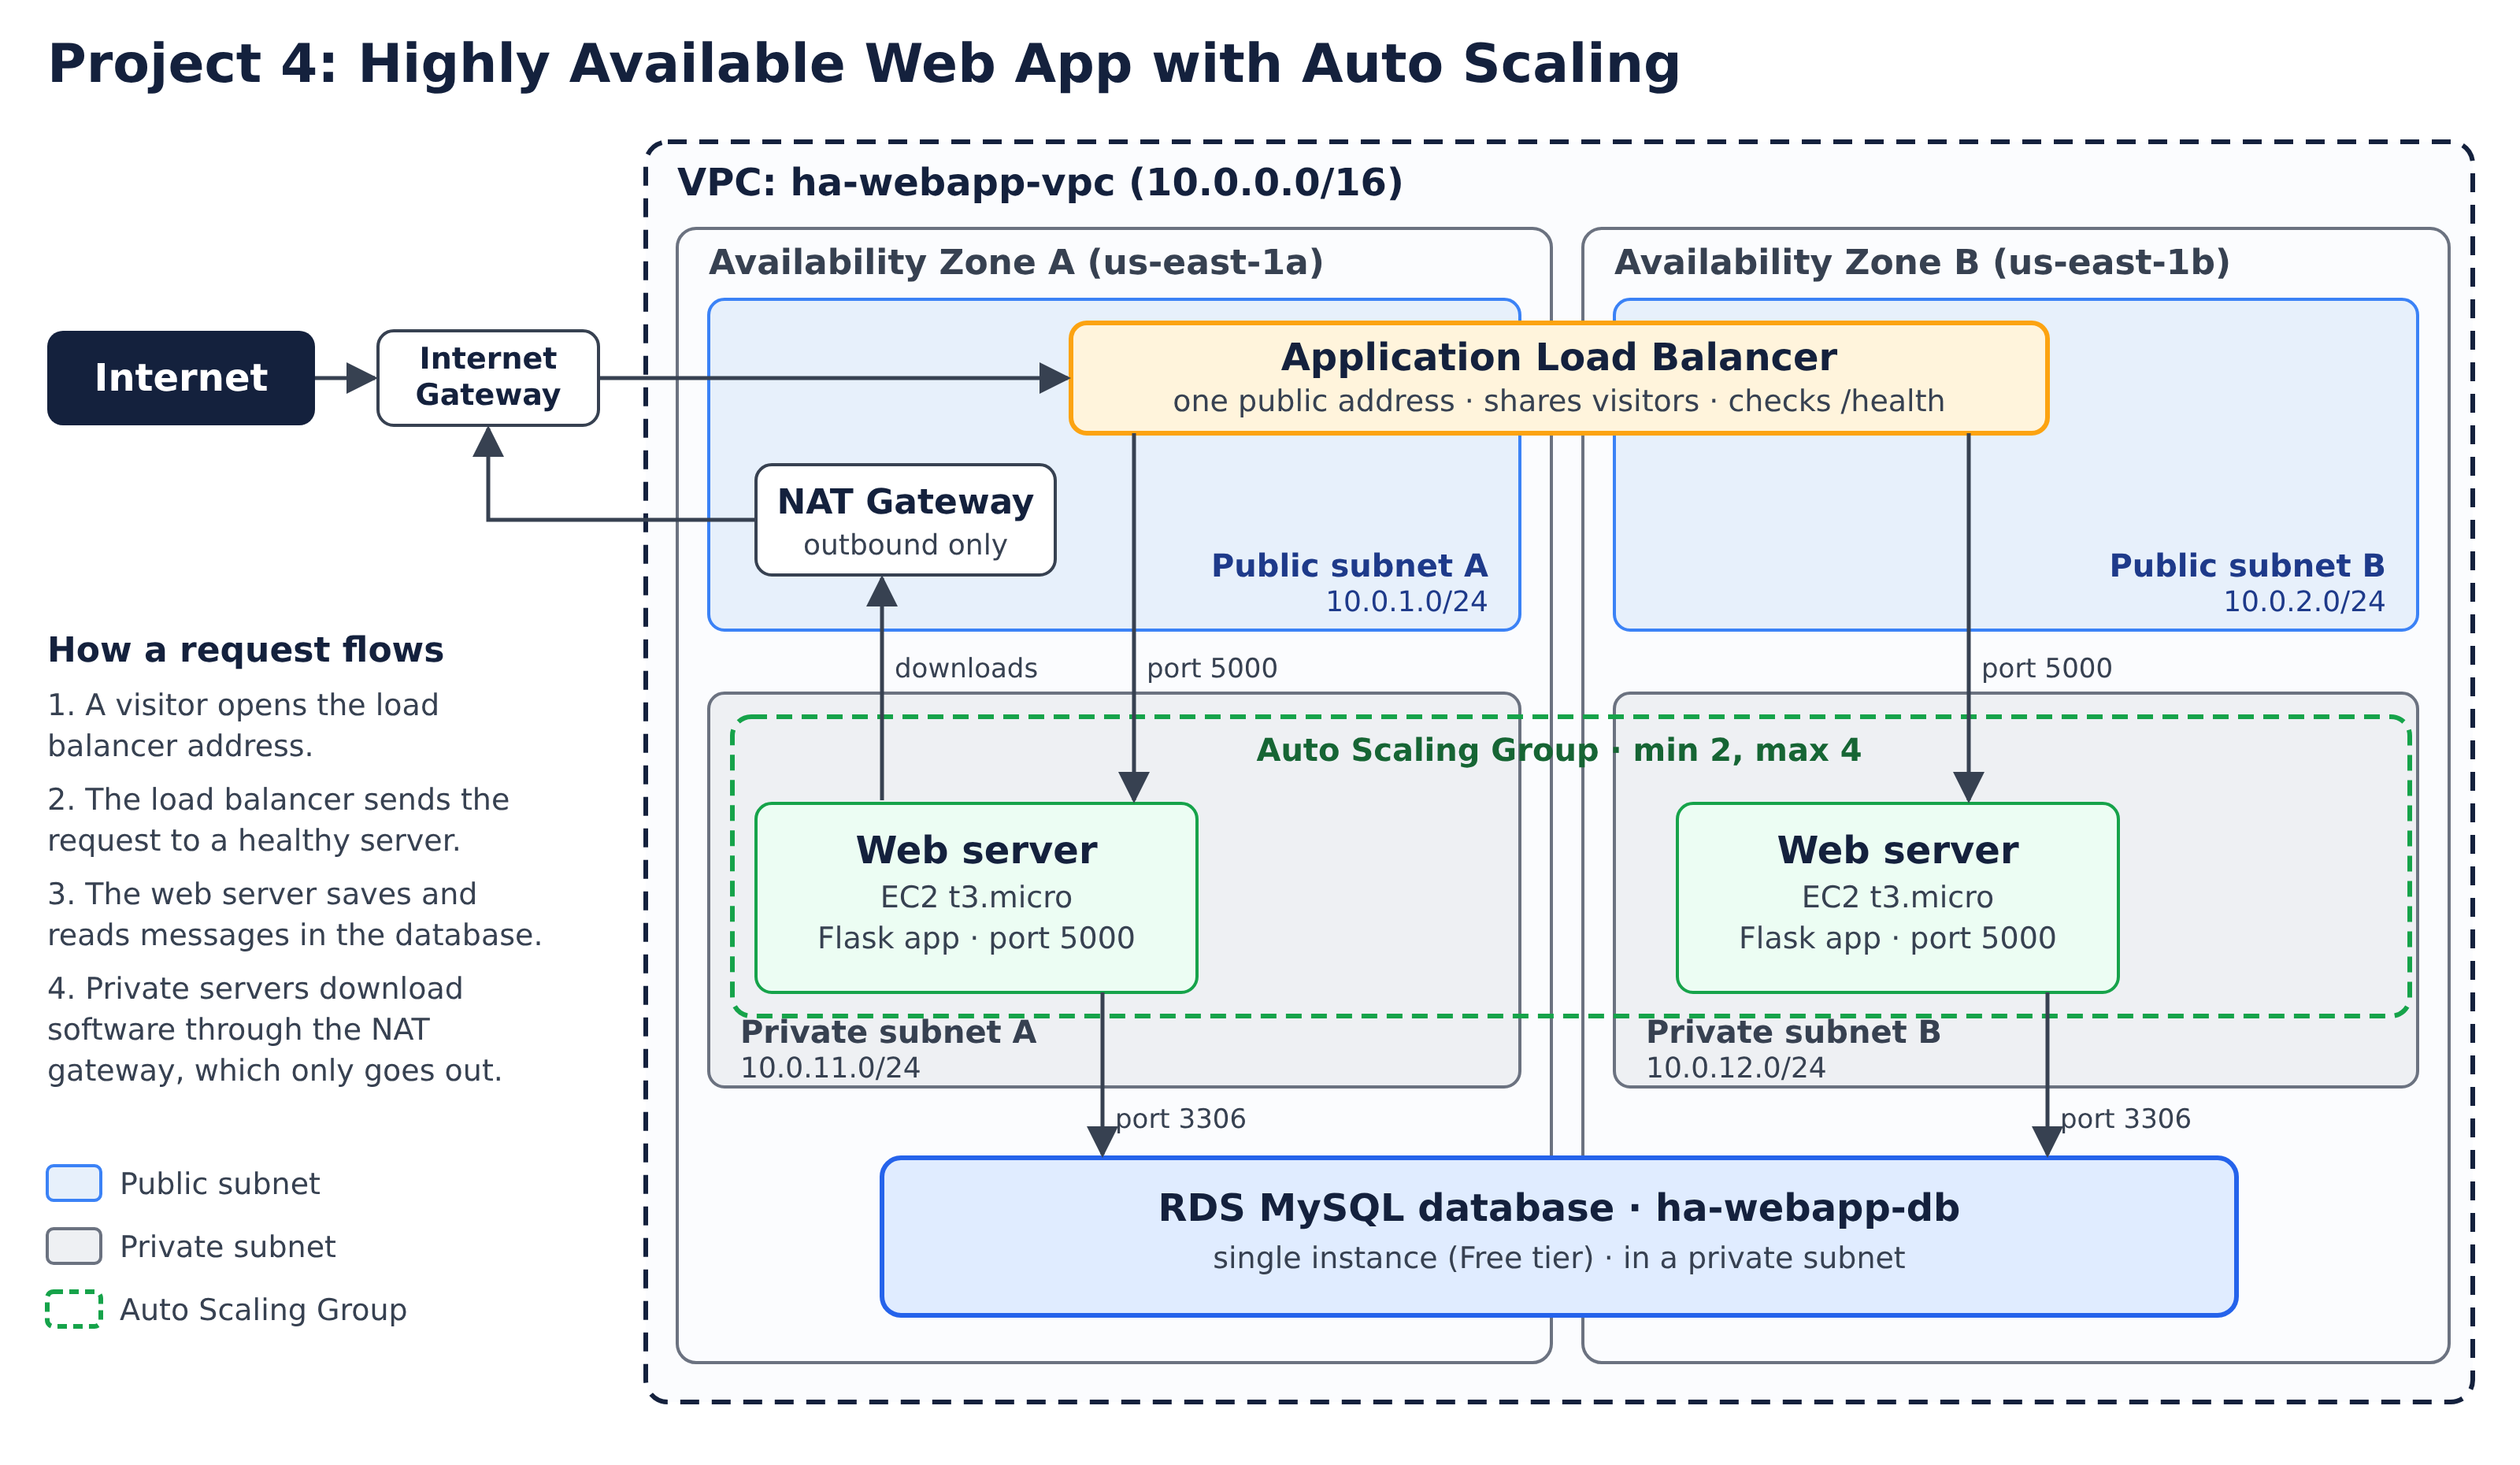 Project 4: Highly Available Web App with Auto Scaling
VPC: ha-webapp-vpc (10.0.0.0/16)
Availability Zone A (us-east-1a)
Availability Zone B (us-east-1b)
Internet
Internet
Gateway
Application Load Balancer
one public address · shares visitors · checks /health
NAT Gateway
outbound only
Public subnet A
10.0.1.0/24
Public subnet B
10.0.2.0/24
downloads
port 5000
port 5000
Auto Scaling Group · min 2, max 4
Web server
EC2 t3.micro
Flask app · port 5000
Web server
EC2 t3.micro
Flask app · port 5000
Private subnet A
10.0.11.0/24
Private subnet B
10.0.12.0/24
port 3306
port 3306
RDS MySQL database · ha-webapp-db
single instance (Free tier) · in a private subnet
How a request flows
1. A visitor opens the load
balancer address.
2. The load balancer sends the
request to a healthy server.
3. The web server saves and
reads messages in the database.
4. Private servers download
software through the NAT
gateway, which only goes out.
Public subnet
Private subnet
Auto Scaling Group